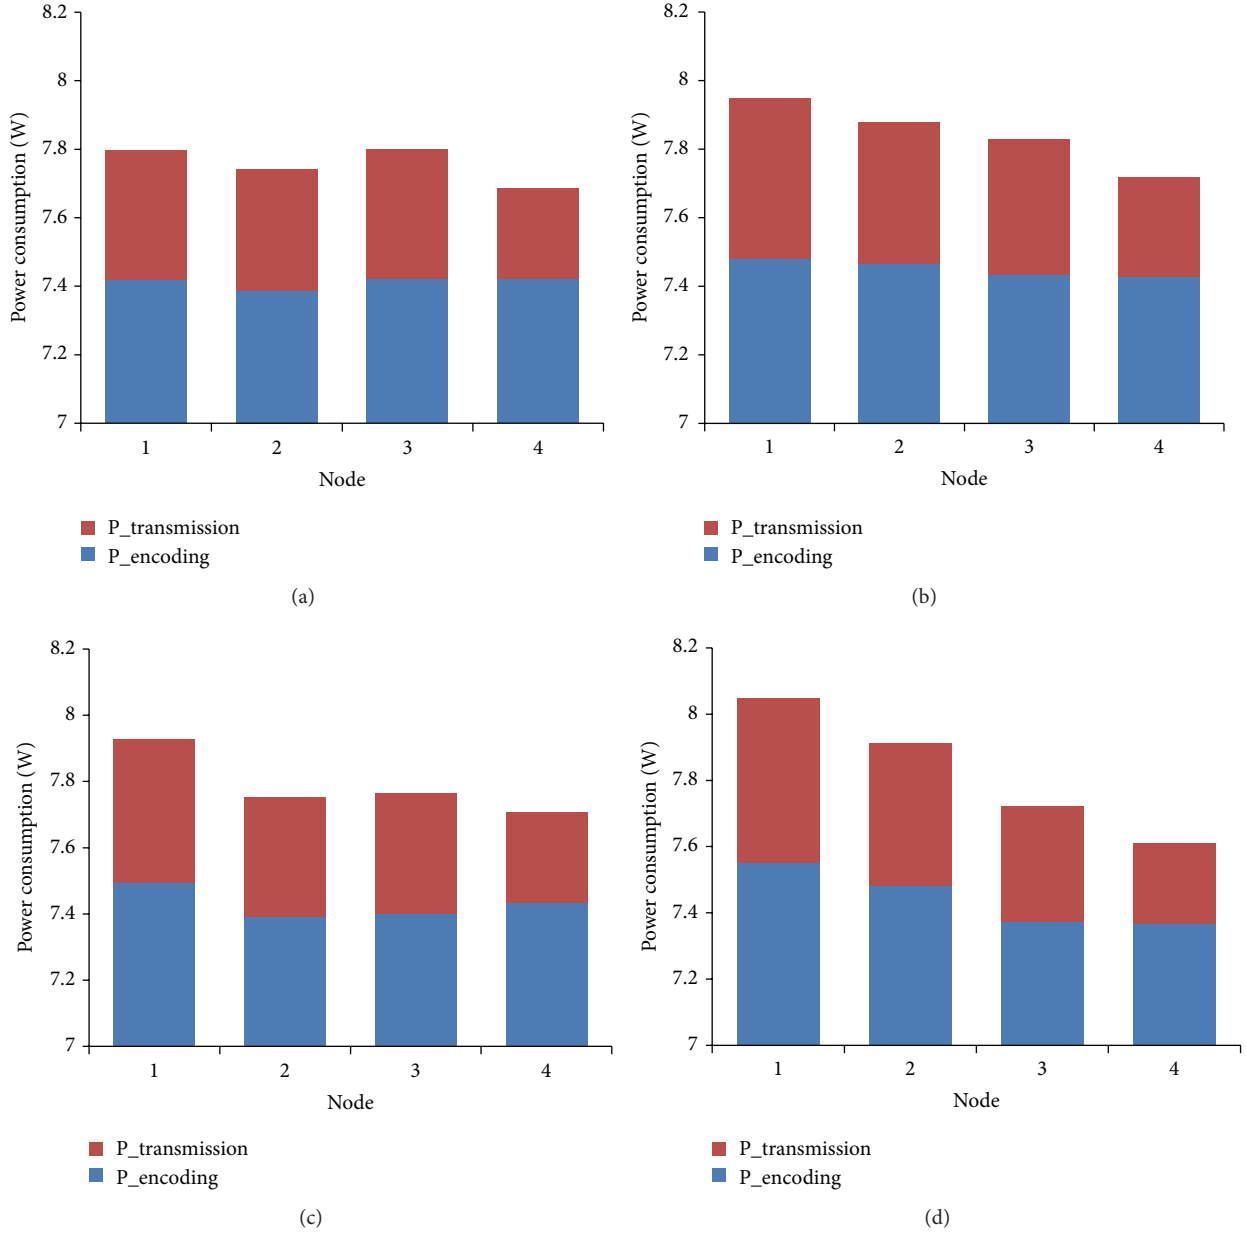 8.2
8
7.8
7.6
7.4
7.2
7
Power consumption (W)
1 2 3 4
Node
P_transmission
P_encoding
(a)
8.2
8
7.8
7.6
7.4
7.2
7
Power consumption (W)
1 2 3 4
Node
P_transmission
P_encoding
(b)
8.2
8
7.8
7.6
7.4
7.2
7
Power consumption (W)
1 2 3 4
Node
P_transmission
P_encoding
(c)
8.2
8
7.8
7.6
7.4
7.2
7
Power consumption (W)
1 2 3 4
Node
P_transmission
P_encoding
(d)